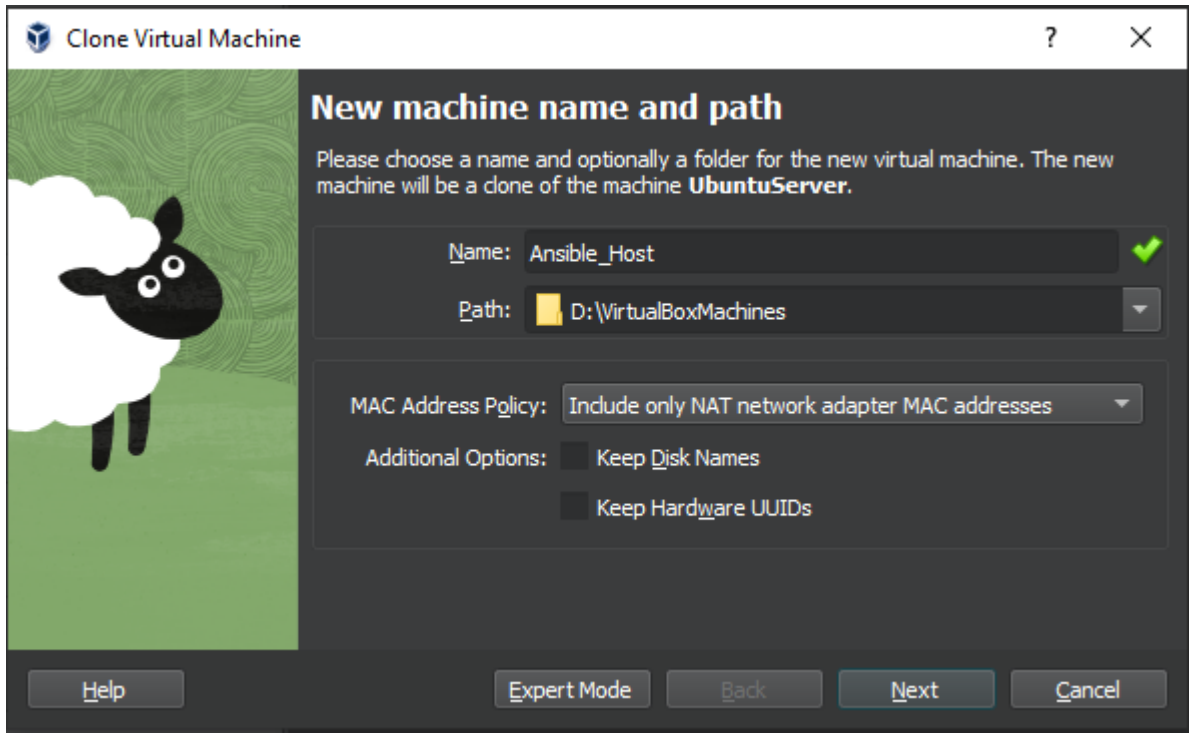 Clone Virtual Machine
?
New machine name and path
Please choose a name and optionally a folder for the new virtual machine. The new
machine will be a clone of the machine UbuntuServer.
Name: Ansible_Host
Path: D:\VirtualBoxMachines
MAC Address Policy: Include only NAT network adapter MAC addresses
Additional Options: Keep Disk Names
Keep Hardware UUIDs
Help Expert Mode Back Next Cancel